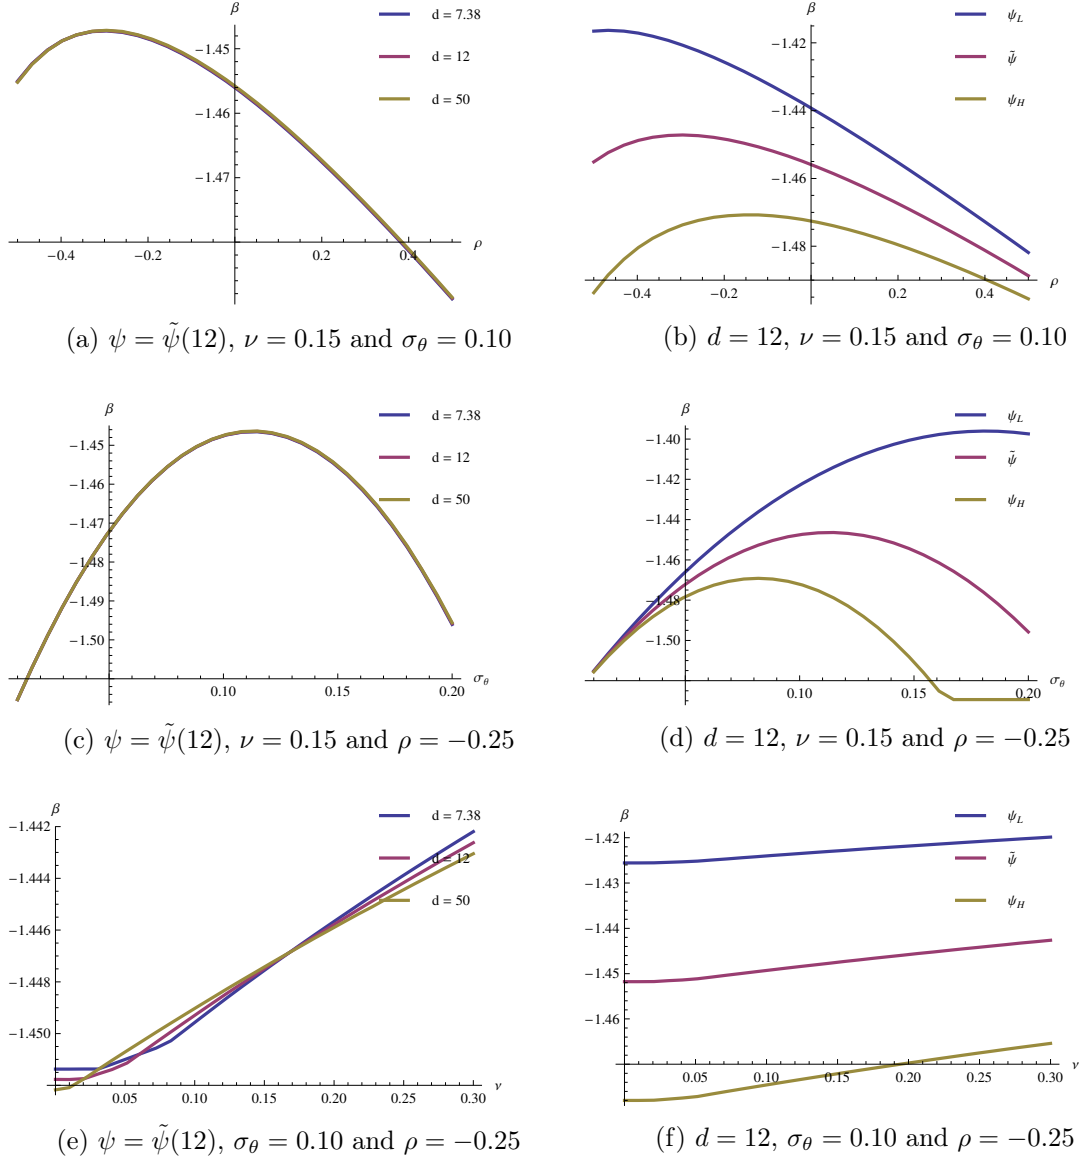 β
d = 7.38
d = 12
d = 50
−1.45
−1.46
−1.47
−0.4
−0.2
0.2
0.4
ρ
(a) ψ = ψ̃(12), ν = 0.15 and σ_θ = 0.10
β
ψ_L
ψ̃
ψ_H
−1.42
−1.44
−1.46
−1.48
−0.4
−0.2
0.2
0.4
ρ
(b) d = 12, ν = 0.15 and σ_θ = 0.10
β
d = 7.38
d = 12
d = 50
−1.45
−1.46
−1.47
−1.48
−1.49
−1.50
0.10
0.15
0.20
σ_θ
(c) ψ = ψ̃(12), ν = 0.15 and ρ = −0.25
β
ψ_L
ψ̃
ψ_H
−1.40
−1.42
−1.44
−1.46
−1.48
−1.50
0.10
0.15
0.20
σ_θ
(d) d = 12, ν = 0.15 and ρ = −0.25
β
d = 7.38
d = 12
d = 50
−1.442
−1.444
−1.446
−1.448
−1.450
0.05
0.10
0.15
0.20
0.25
0.30
ν
(e) ψ = ψ̃(12), σ_θ = 0.10 and ρ = −0.25
β
ψ_L
ψ̃
ψ_H
−1.42
−1.43
−1.44
−1.45
−1.46
0.05
0.10
0.15
0.20
0.25
0.30
ν
(f) d = 12, σ_θ = 0.10 and ρ = −0.25